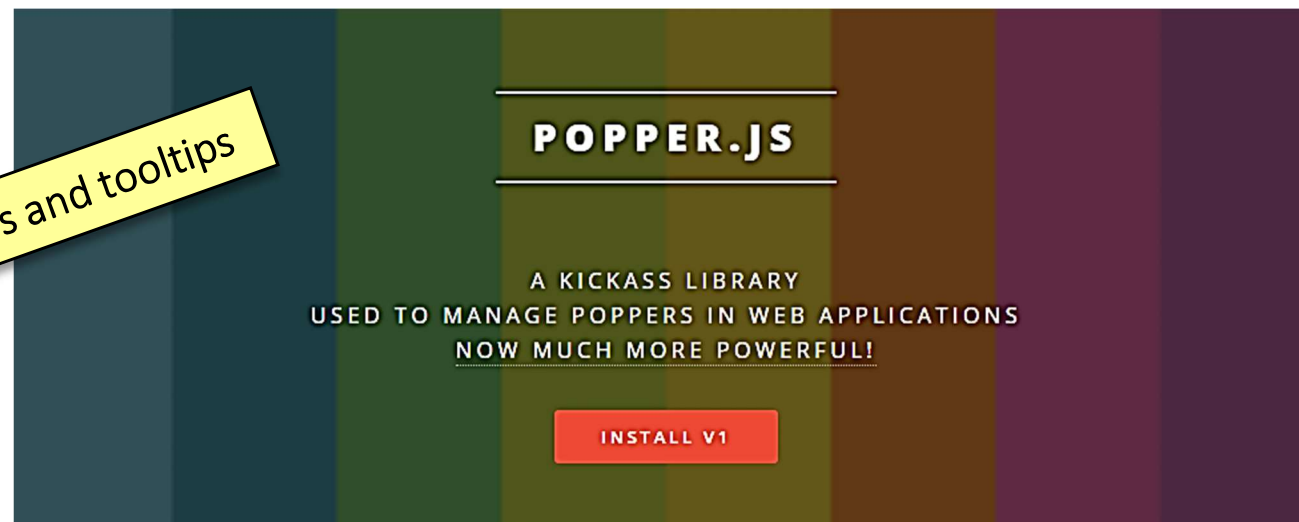 s and tooltips
POPPER.JS
A KICKASS LIBRARY
USED TO MANAGE POPPERS IN WEB APPLICATIONS
NOW MUCH MORE POWERFUL!
INSTALL V1